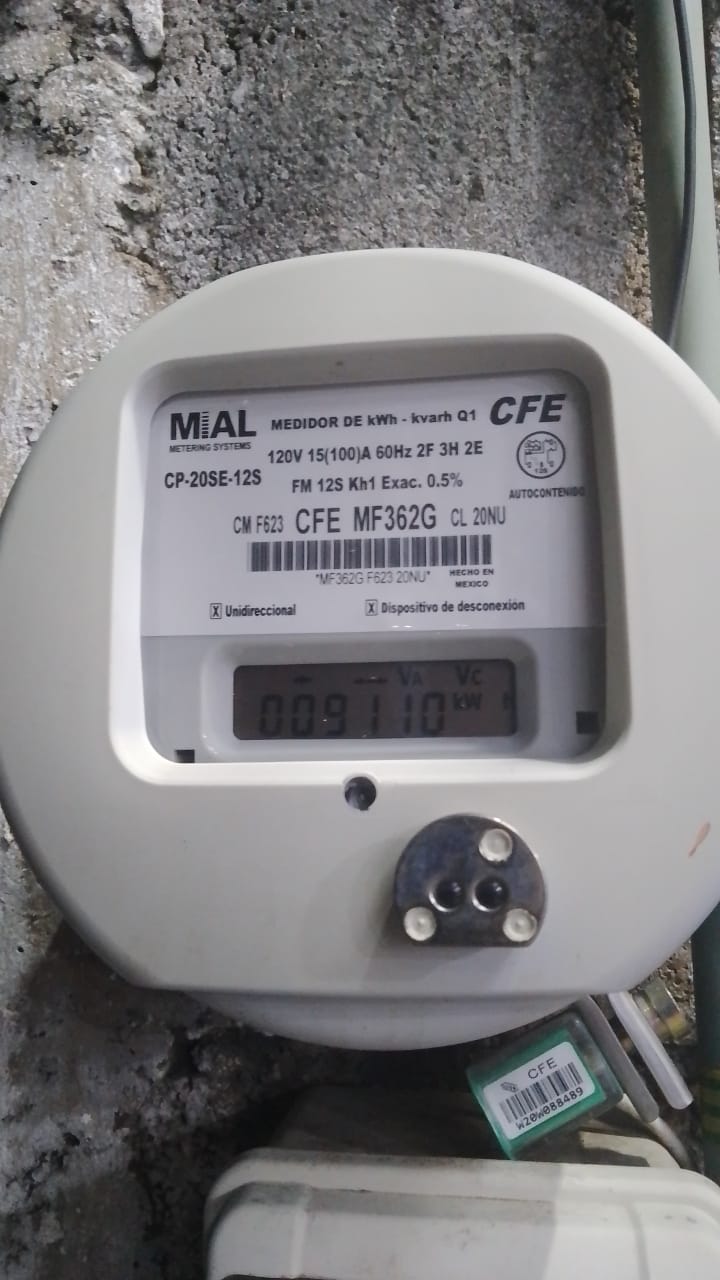 MIAL
METERING SYSTEMS
MEDIDOR DE kWh - kvarh Q1
CFE
120V 15(100)A 60Hz 2F 3H 2E
CP-20SE-12S
FM 12S Kh1 Exac. 0.5%
12S
AUTOCONTENIDO
CM F623 CFE MF362G CL 20NU
*MF362G F623 20NU*
HECHO EN
MEXICO
X Unidireccional
X Dispositivo de desconexión
VA VC
009110 kW h
CFE
W20W088489